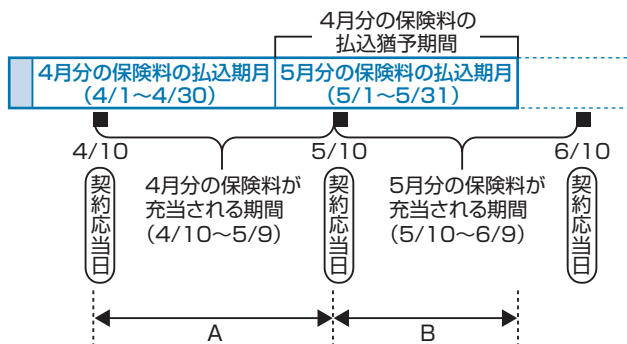 4月分の保険料の
払込猶予期間
4月分の保険料の払込期月
(4/1〜4/30)
5月分の保険料の払込期月
(5/1〜5/31)
4/10
5/10
6/10
4月分の保険料が
充当される期間
(4/10〜5/9)
5月分の保険料が
充当される期間
(5/10〜6/9)
契約応当日
契約応当日
契約応当日
A
B